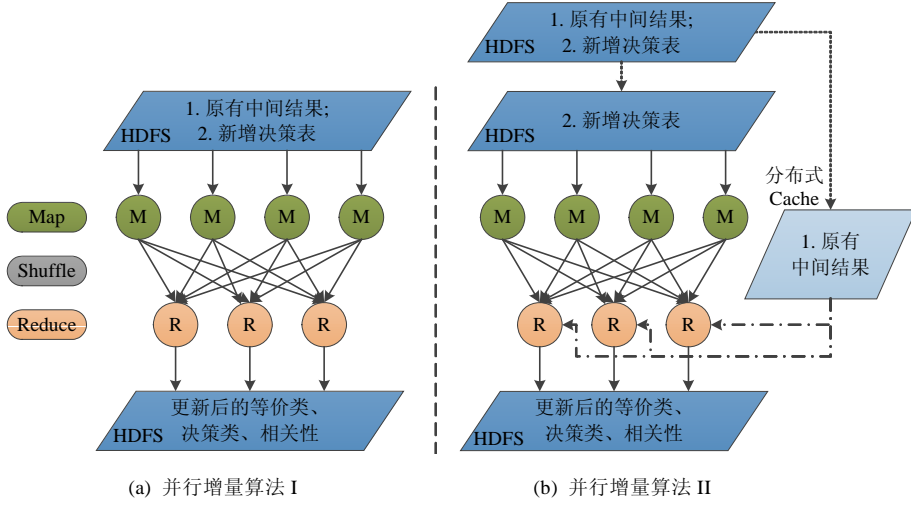 1. 原有中间结果;
2. 新增决策表
HDFS
Map
M
M
M
M
Shuffle
Reduce
R
R
R
更新后的等价类、
决策类、相关性
HDFS
(a) 并行增量算法 I
1. 原有中间结果;
2. 新增决策表
HDFS
2. 新增决策表
HDFS
分布式
Cache
M
M
M
M
1. 原有
中间结果
R
R
R
更新后的等价类、
决策类、相关性
HDFS
(b) 并行增量算法 II